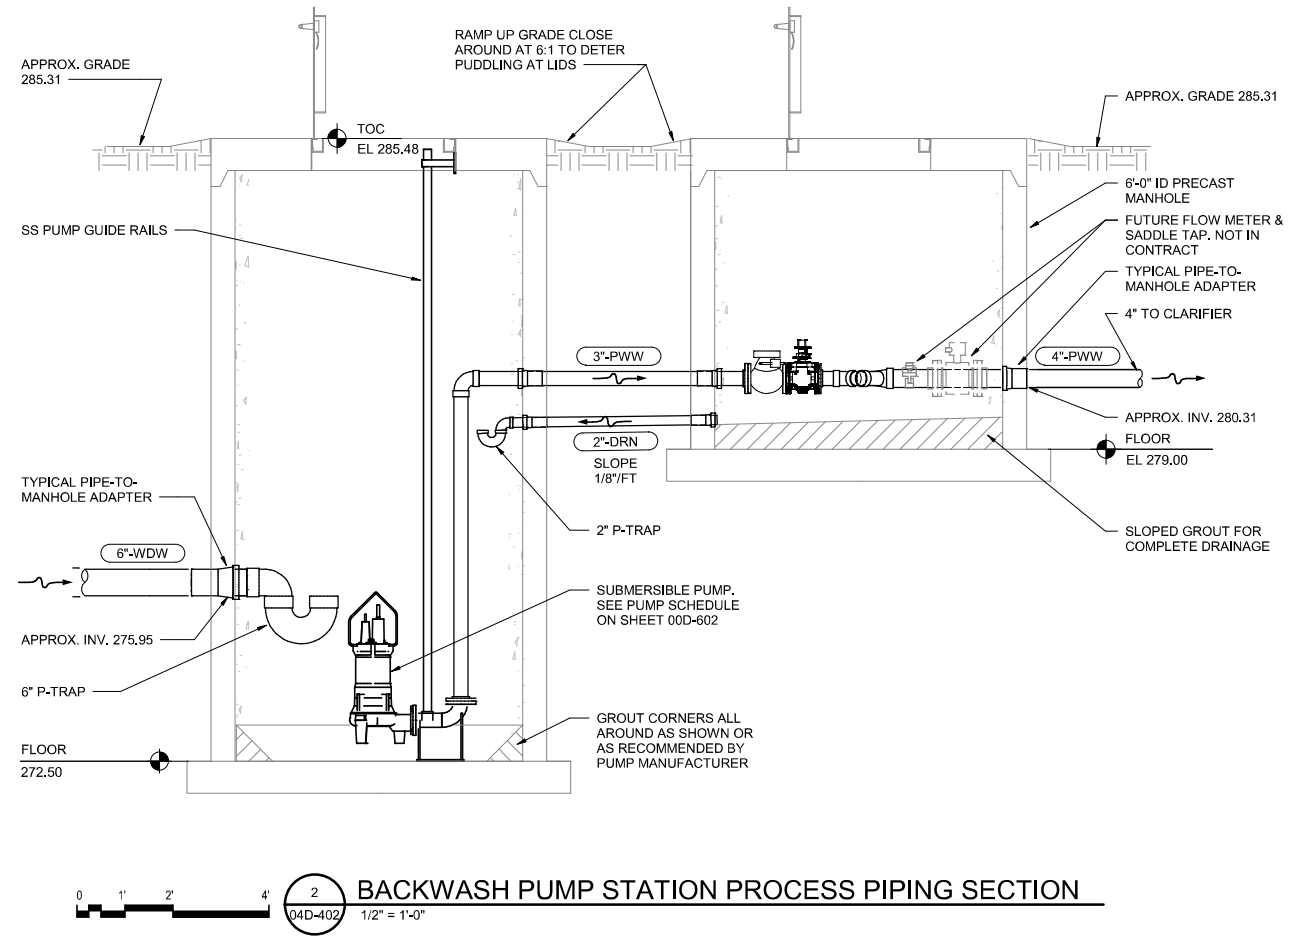 APPROX. GRADE
285.31
RAMP UP GRADE CLOSE
AROUND AT 6:1 TO DETER
PUDDLING AT LIDS
APPROX. GRADE 285.31
TOC
EL 285.48
6'-0" ID PRECAST
MANHOLE
SS PUMP GUIDE RAILS
FUTURE FLOW METER &
SADDLE TAP. NOT IN
CONTRACT
TYPICAL PIPE-TO-
MANHOLE ADAPTER
4" TO CLARIFIER
3"-PWW
4"-PWW
APPROX. INV. 280.31
2"-DRN
SLOPE
1/8"/FT
FLOOR
EL 279.00
TYPICAL PIPE-TO-
MANHOLE ADAPTER
2" P-TRAP
SLOPED GROUT FOR
COMPLETE DRAINAGE
6"-WDW
SUBMERSIBLE PUMP.
SEE PUMP SCHEDULE
ON SHEET 00D-602
APPROX. INV. 275.95
6" P-TRAP
GROUT CORNERS ALL
AROUND AS SHOWN OR
AS RECOMMENDED BY
PUMP MANUFACTURER
FLOOR
272.50
0 1' 2' 4'
2
04D-402
BACKWASH PUMP STATION PROCESS PIPING SECTION
1/2" = 1'-0"